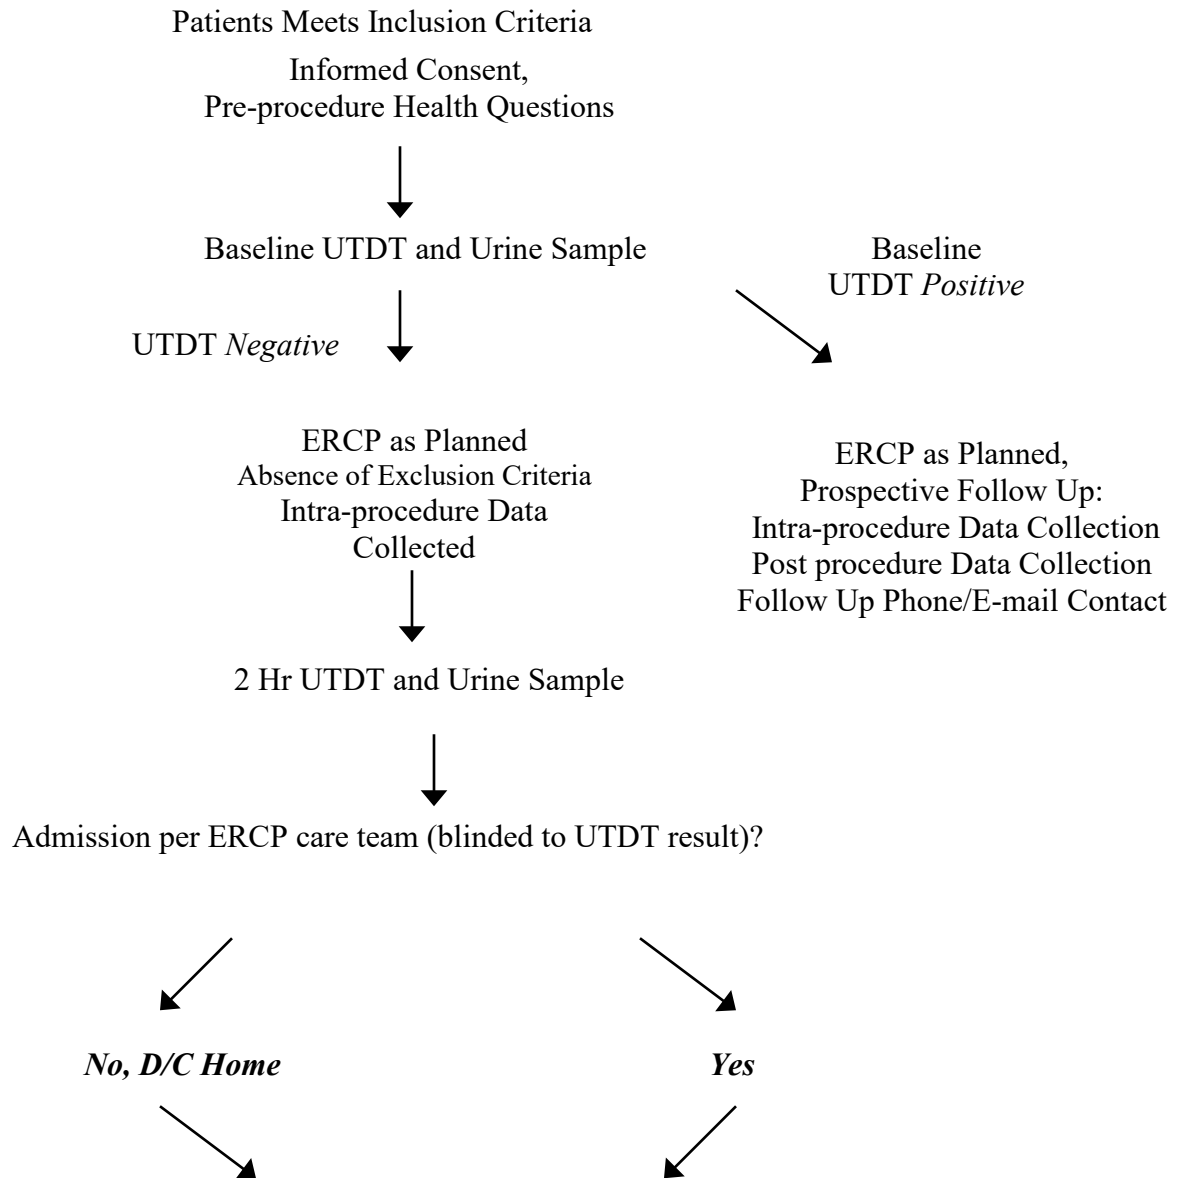 Patients Meets Inclusion Criteria
Informed Consent,
Pre-procedure Health Questions
Baseline UTDT and Urine Sample
Baseline
UTDT Positive
UTDT Negative
ERCP as Planned
Absence of Exclusion Criteria
Intra-procedure Data
Collected
ERCP as Planned,
Prospective Follow Up:
Intra-procedure Data Collection
Post procedure Data Collection
Follow Up Phone/E-mail Contact
2 Hr UTDT and Urine Sample
Admission per ERCP care team (blinded to UTDT result)?
No, D/C Home
Yes